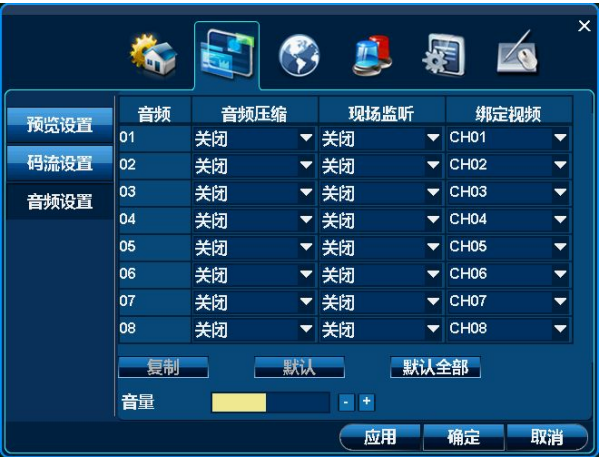 ×
音频 音频压缩 现场监听 绑定视频
预览设置
码流设置
音频设置
01 关闭 关闭 CH01
02 关闭 关闭 CH02
03 关闭 关闭 CH03
04 关闭 关闭 CH04
05 关闭 关闭 CH05
06 关闭 关闭 CH06
07 关闭 关闭 CH07
08 关闭 关闭 CH08
复制 默认 默认全部
音量 - +
应用 确定 取消